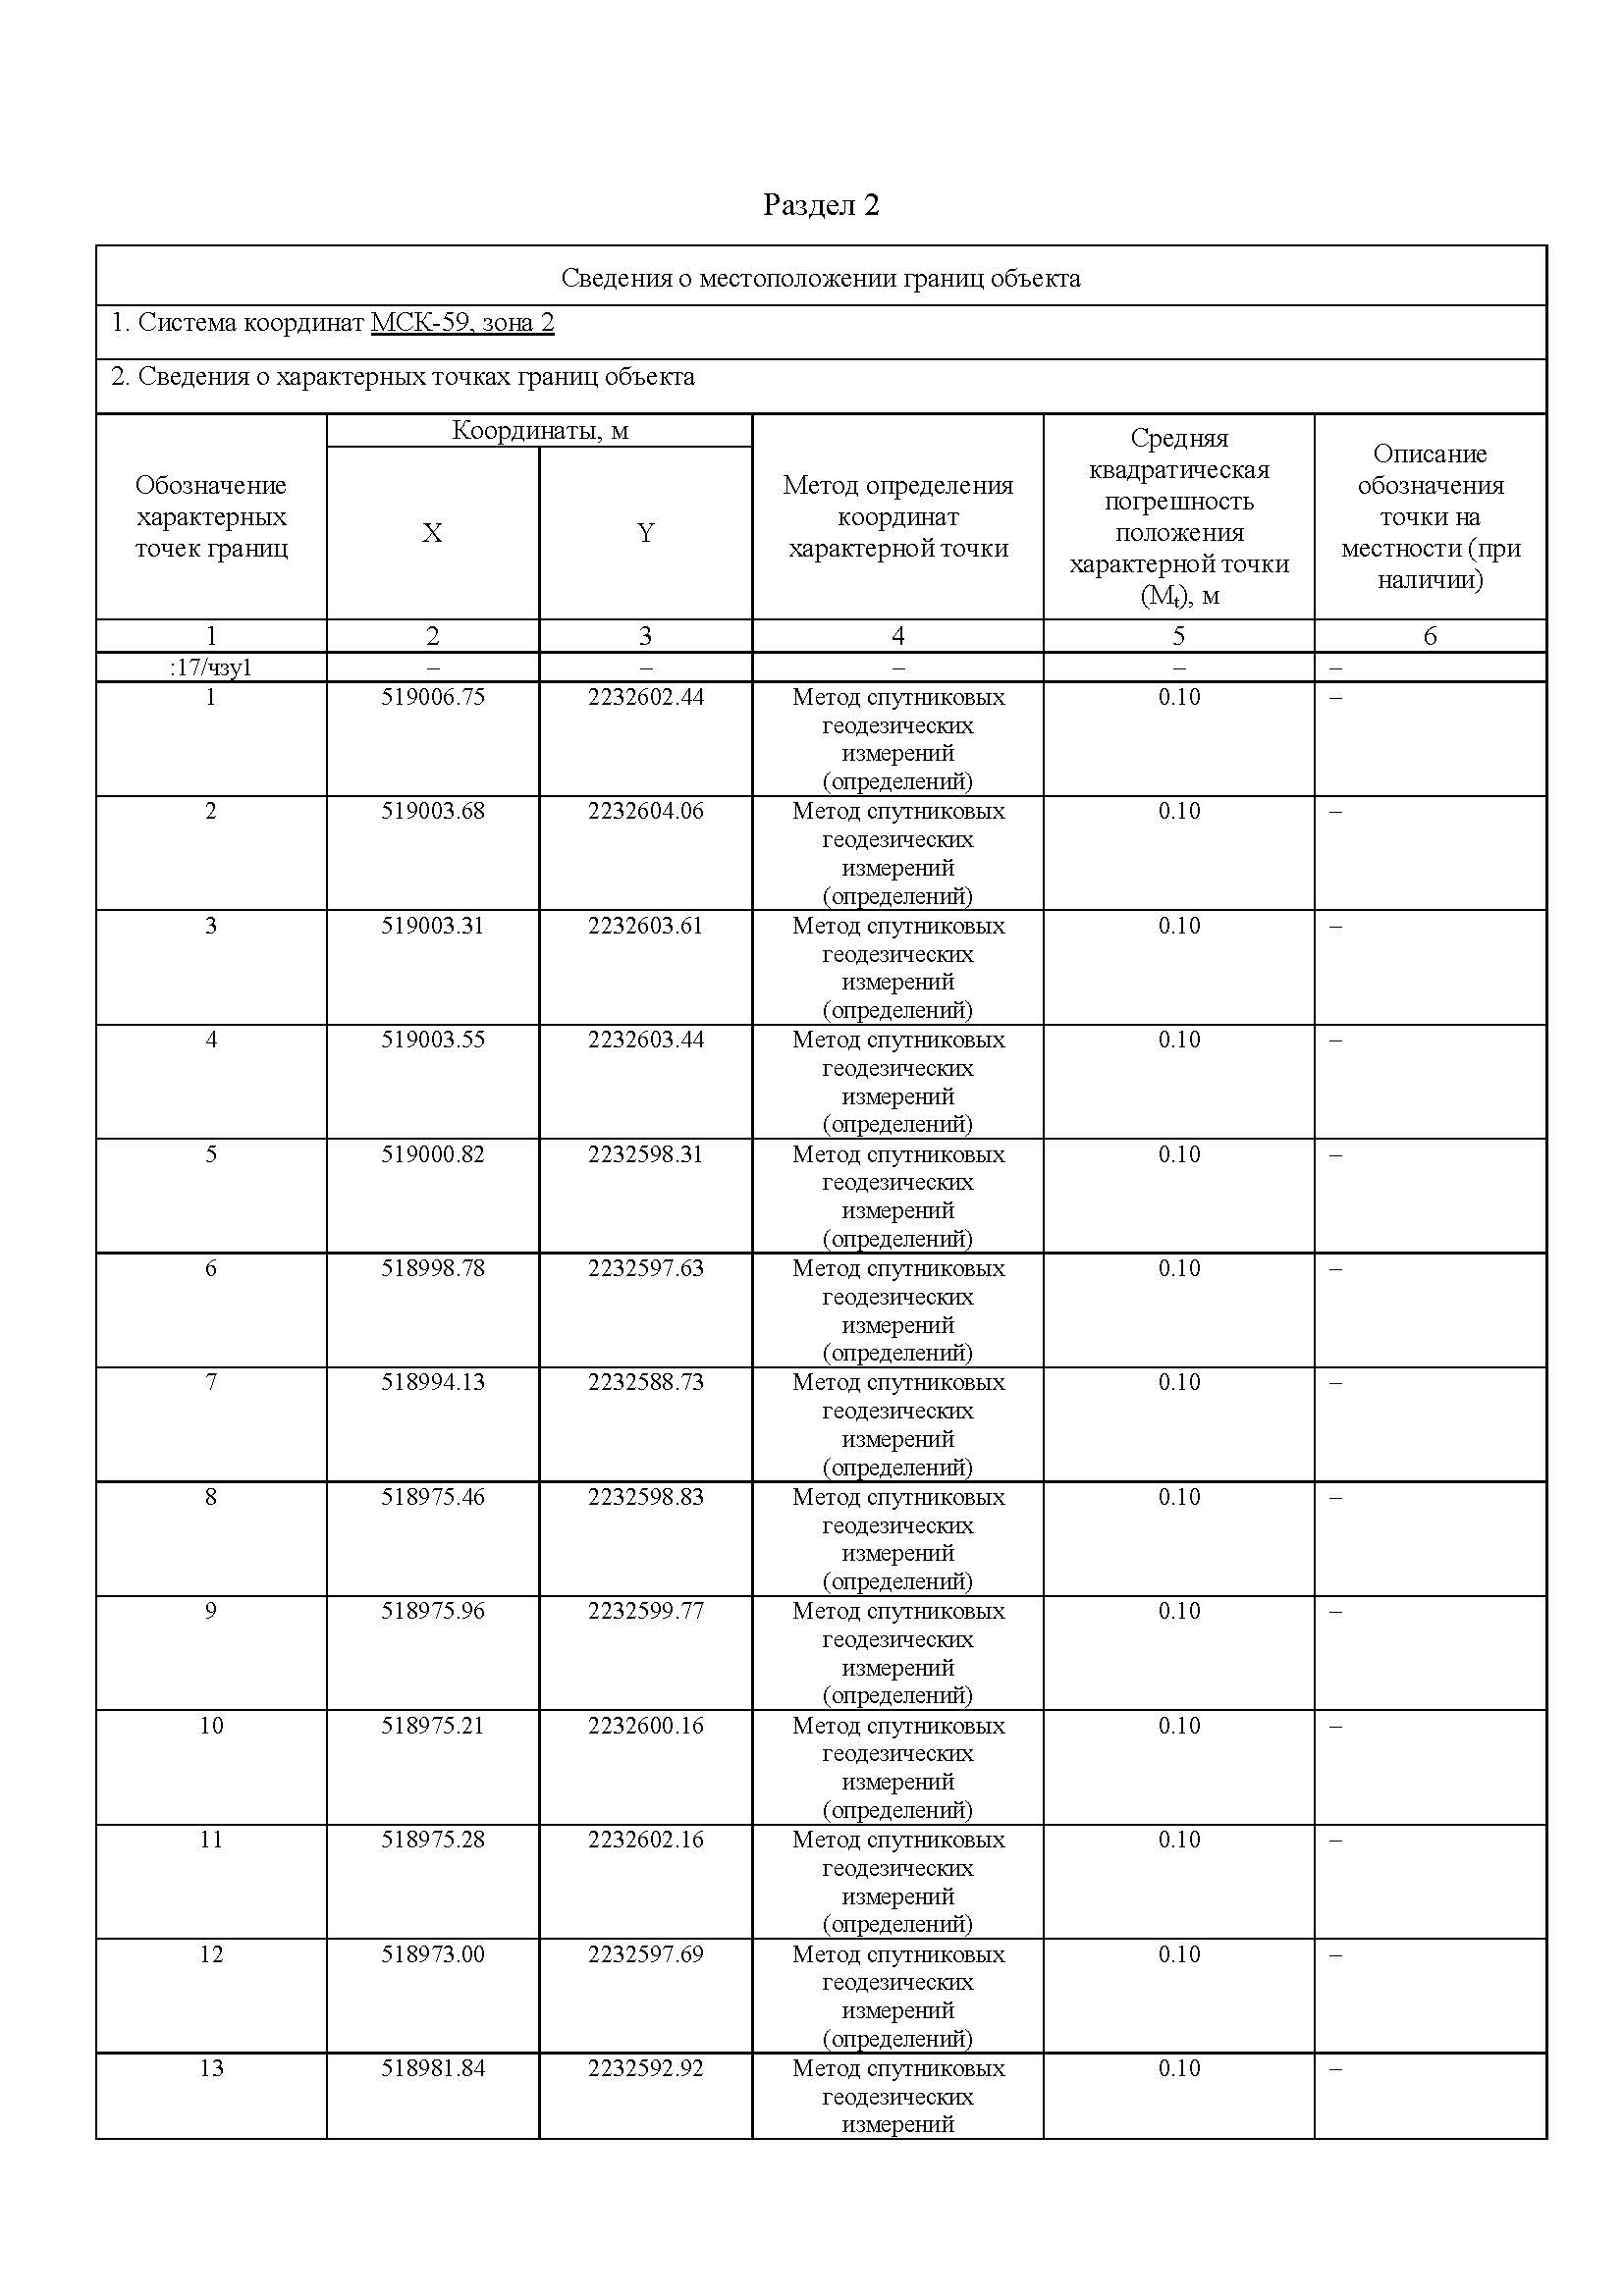 Раздел 2
Сведения о местоположении границ объекта
1. Система координат МСК-59, зона 2
2. Сведения о характерных точках границ объекта
Обозначение
характерных
точек границ
Координаты, м
X
Y
Метод определения
координат
характерной точки
Средняя
квадратическая
погрешность
положения
характерной точки
(Mt), м
Описание
обозначения
точки на
местности (при
наличии)
1 2 3 4 5 6
:17/чзу1 – – – – –
1 519006.75 2232602.44 Метод спутниковых 0.10 –
геодезических
измерений
(определений)
2 519003.68 2232604.06 Метод спутниковых 0.10 –
геодезических
измерений
(определений)
3 519003.31 2232603.61 Метод спутниковых 0.10 –
геодезических
измерений
(определений)
4 519003.55 2232603.44 Метод спутниковых 0.10 –
геодезических
измерений
(определений)
5 519000.82 2232598.31 Метод спутниковых 0.10 –
геодезических
измерений
(определений)
6 518998.78 2232597.63 Метод спутниковых 0.10 –
геодезических
измерений
(определений)
7 518994.13 2232588.73 Метод спутниковых 0.10 –
геодезических
измерений
(определений)
8 518975.46 2232598.83 Метод спутниковых 0.10 –
геодезических
измерений
(определений)
9 518975.96 2232599.77 Метод спутниковых 0.10 –
геодезических
измерений
(определений)
10 518975.21 2232600.16 Метод спутниковых 0.10 –
геодезических
измерений
(определений)
11 518975.28 2232602.16 Метод спутниковых 0.10 –
геодезических
измерений
(определений)
12 518973.00 2232597.69 Метод спутниковых 0.10 –
геодезических
измерений
(определений)
13 518981.84 2232592.92 Метод спутниковых 0.10 –
геодезических
измерений